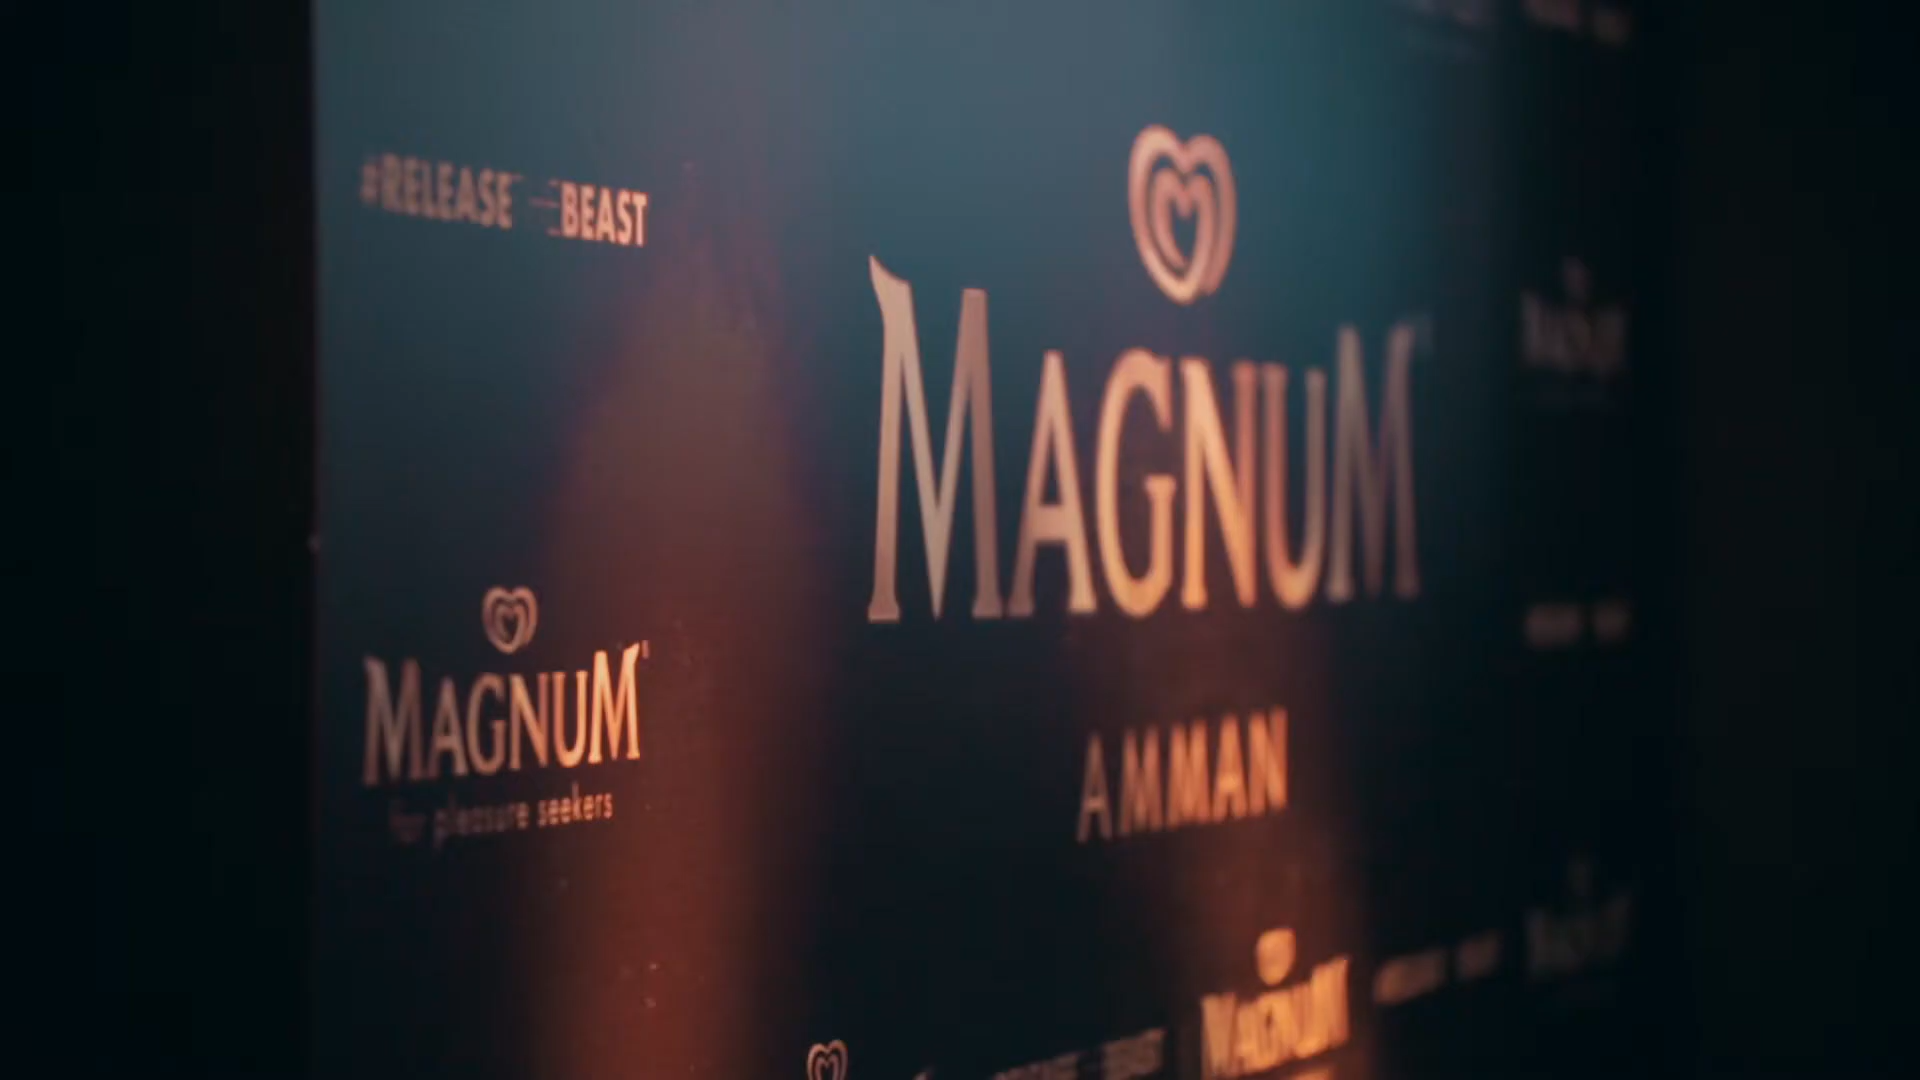 #RELEASE BEAST
MAGNUM
AMMAN
MAGNUM
for pleasure seekers
MAGNUM